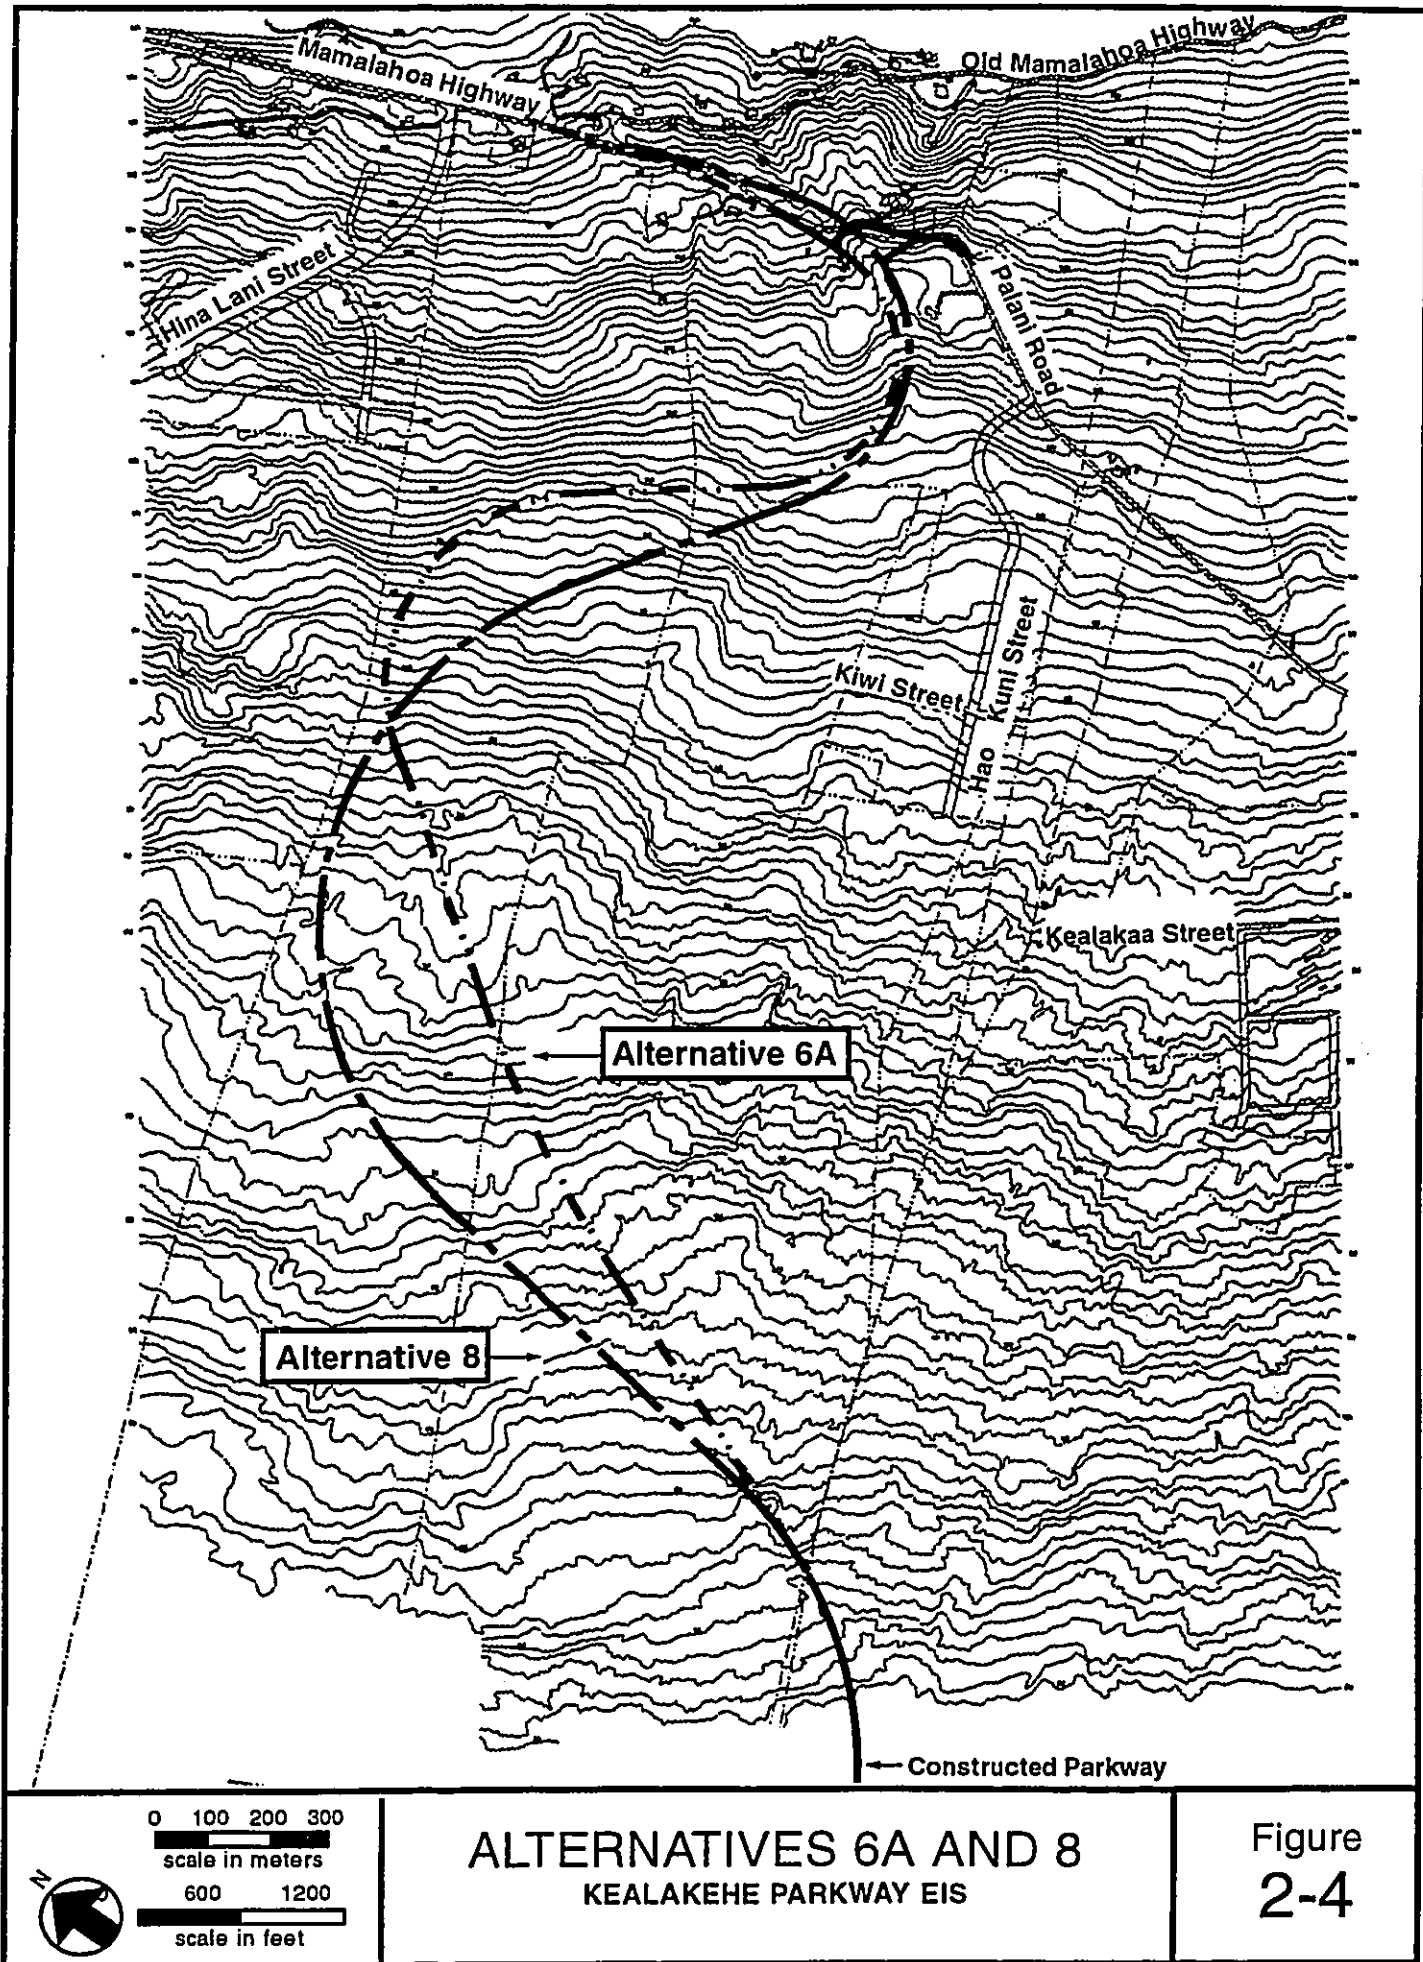 Mamalahoa Highway
Old Mamalahoa Highway
Hina Lani Street
Palani Road
Kiwi Street
Hao Kuni Street
Kealakaa Street
Alternative 6A
Alternative 8
Constructed Parkway
N
0 100 200 300
scale in meters
600 1200
scale in feet
ALTERNATIVES 6A AND 8
KEALAKEHE PARKWAY EIS
Figure
2-4